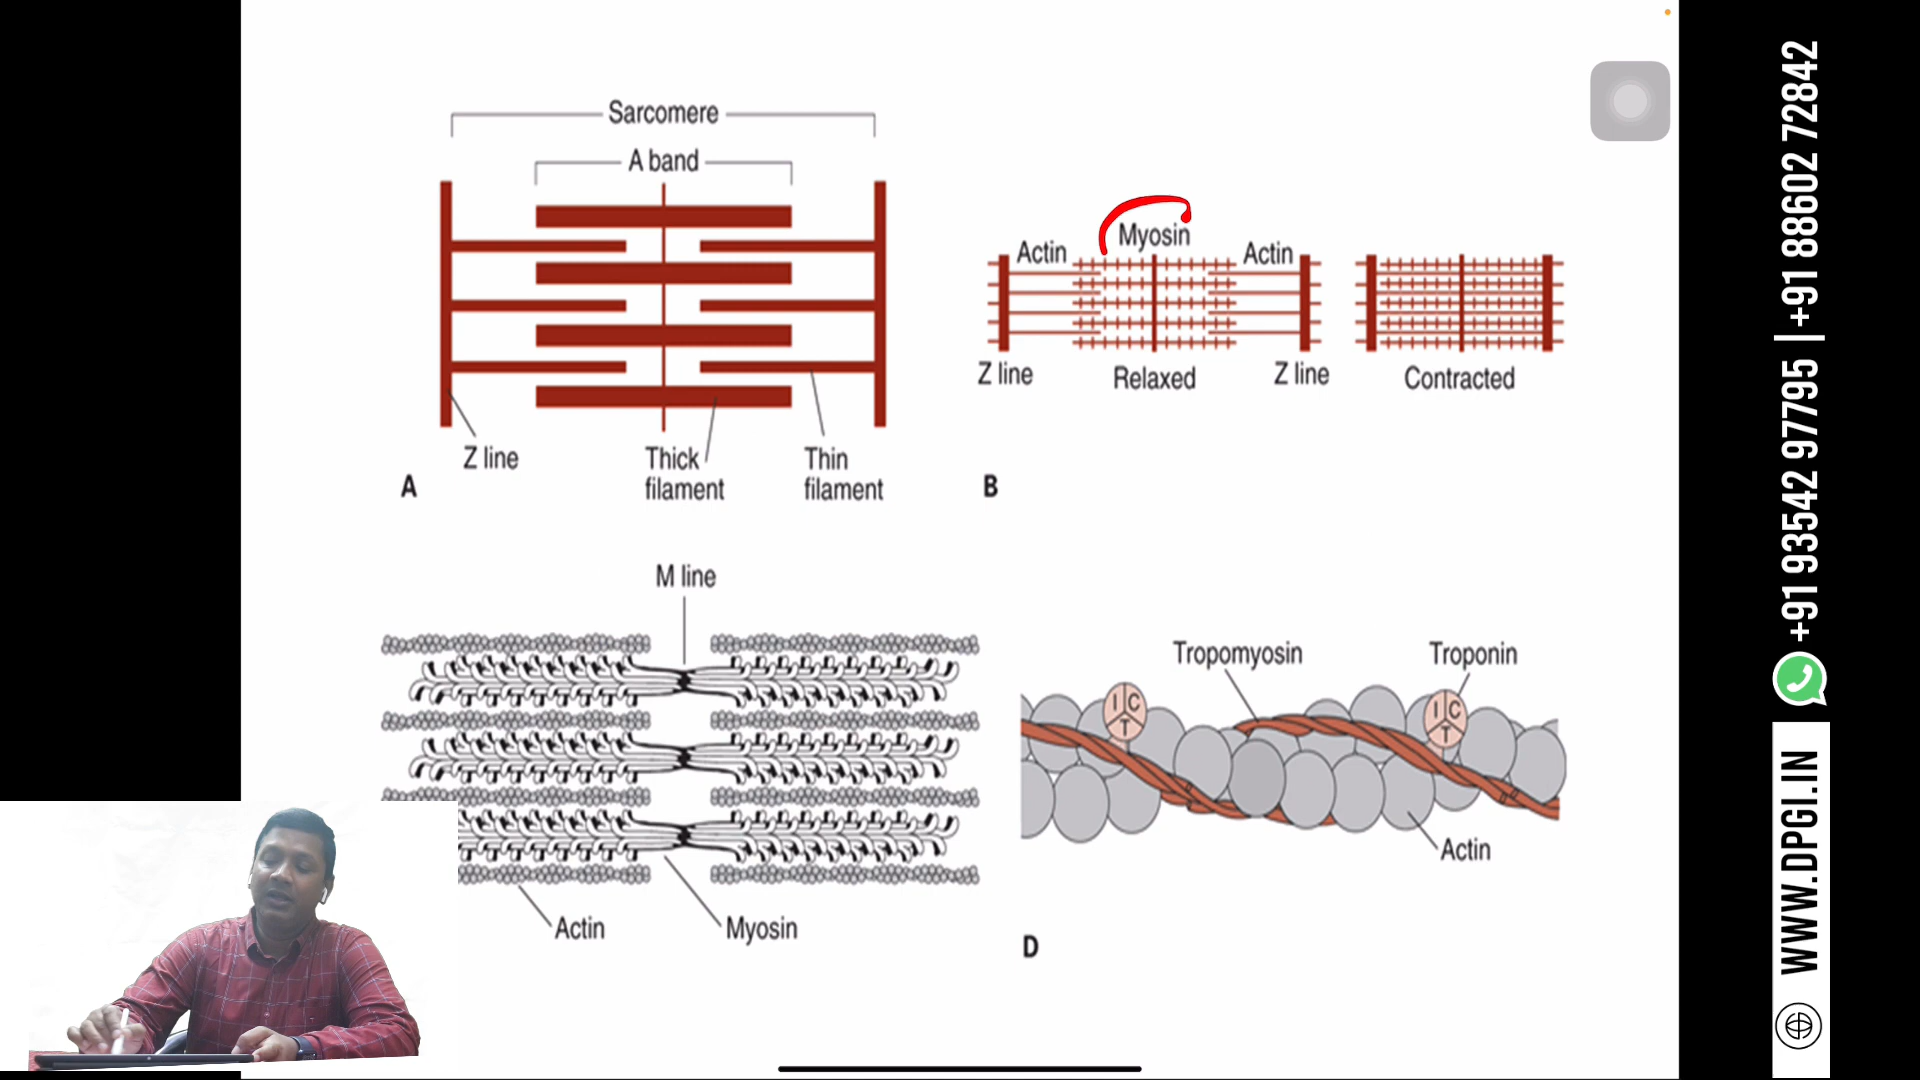 Sarcomere
A band
Z line
Thick
filament
Thin
filament
A
Actin
Myosin
Actin
Z line
Relaxed
Z line
Contracted
B
M line
Actin
Myosin
Tropomyosin
Troponin
I C
T
I C
T
Actin
D
+91 93542 97795 | +91 88602 72842
WWW.DPGI.IN